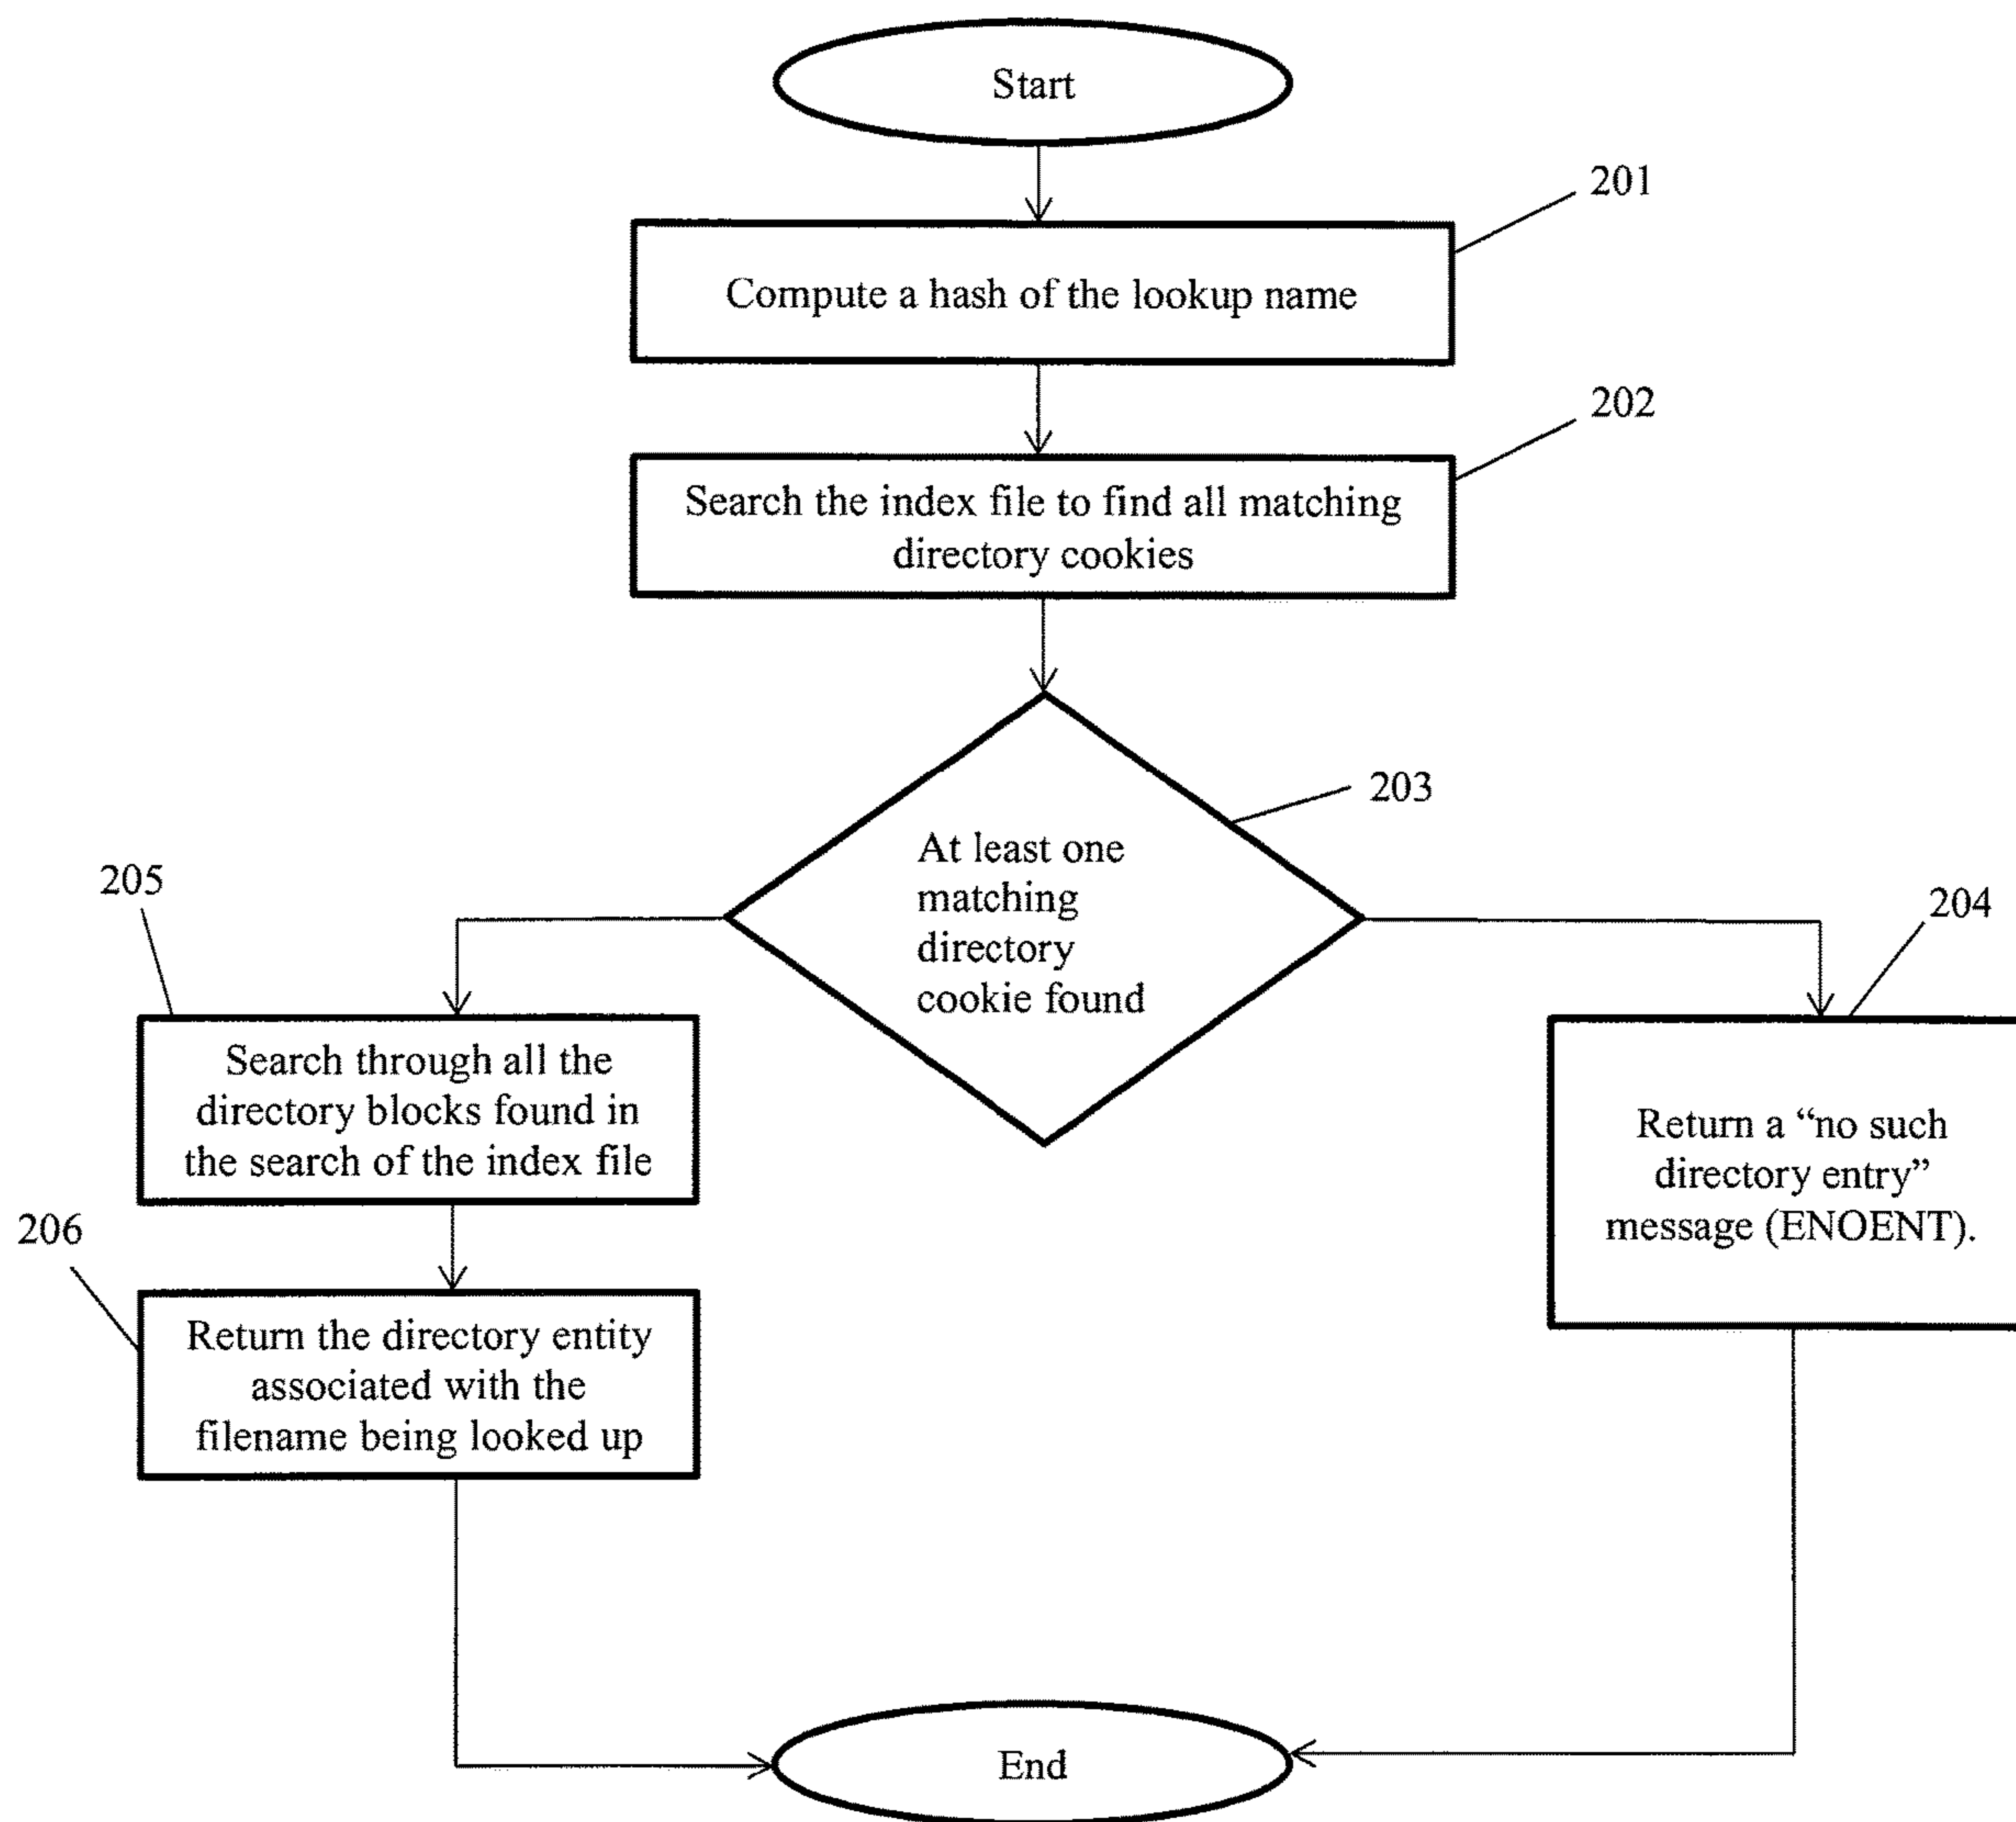 Start
201
Compute a hash of the lookup name
202
Search the index file to find all matching
directory cookies
203
At least one
matching
directory
cookie found
205
204
Search through all the
directory blocks found in
the search of the index file
Return a “no such
directory entry”
message (ENOENT).
206
Return the directory entity
associated with the
filename being looked up
End